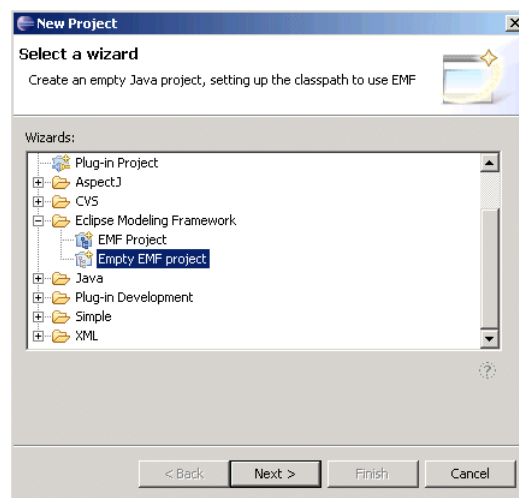 New Project
Select a wizard
Create an empty Java project, setting up the classpath to use EMF
Wizards:
Plug-in Project
AspectJ
CVS
Eclipse Modeling Framework
EMF Project
Empty EMF project
Java
Plug-in Development
Simple
XML
?
< Back Next > Finish Cancel